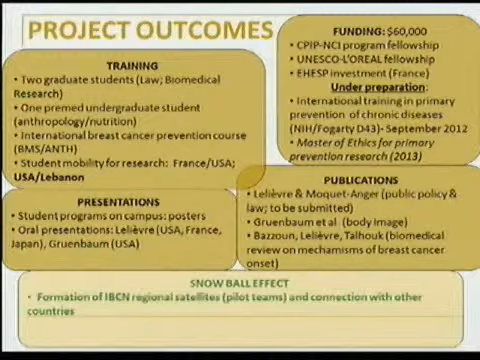 PROJECT OUTCOMES
FUNDING: $60,000
• CPIP-NCI program fellowship
• UNESCO-L'OREAL fellowship
• EHESP investment (France)
Under preparation:
• International training in primary
prevention of chronic diseases
(NIH/Fogarty D43)- September 2012
• Master of Ethics for primary
prevention research (2013)
TRAINING
• Two graduate students (Law; Biomedical
Research)
• One premed undergraduate student
(anthropology/nutrition)
• International breast cancer prevention course
(BMS/ANTH)
• Student mobility for research: France/USA;
USA/Lebanon
PRESENTATIONS
• Student programs on campus: posters
• Oral presentations: Lelièvre (USA, France,
Japan), Gruenbaum (USA)
PUBLICATIONS
• Lelièvre & Moquet-Anger (public policy &
law; to be submitted)
• Gruenbaum et al (body image)
• Bazzoun, Lelièvre, Talhouk (biomedical
review on mechanisms of breast cancer
onset)
SNOW BALL EFFECT
• Formation of IBCN regional satellites (pilot teams) and connection with other
countries